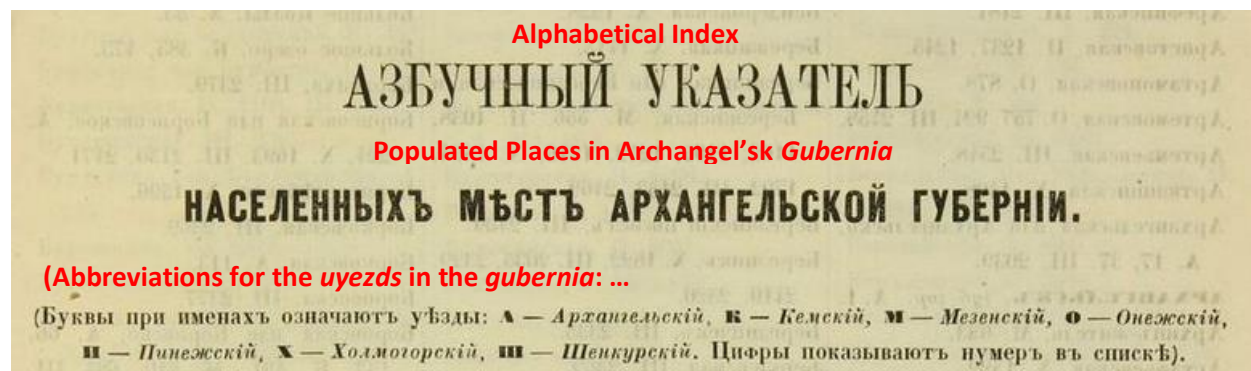 Alphabetical Index
АЗБУЧНЫЙ УКАЗАТЕЛЬ
Populated Places in Archangel’sk Gubernia
НАСЕЛЕННЫХЪ МѢСТЪ АРХАНГЕЛЬСКОЙ ГУБЕРНІИ.
(Abbreviations for the uyezds in the gubernia: …
(Буквы при именахъ означаютъ уѣзды: А — Архангельскій, К — Кемскій, М — Мезенскій, О — Онежскій,
П — Пинежскій, Х — Холмогорскій, Ш — Шенкурскій. Цифры показываютъ нумеръ въ спискѣ).